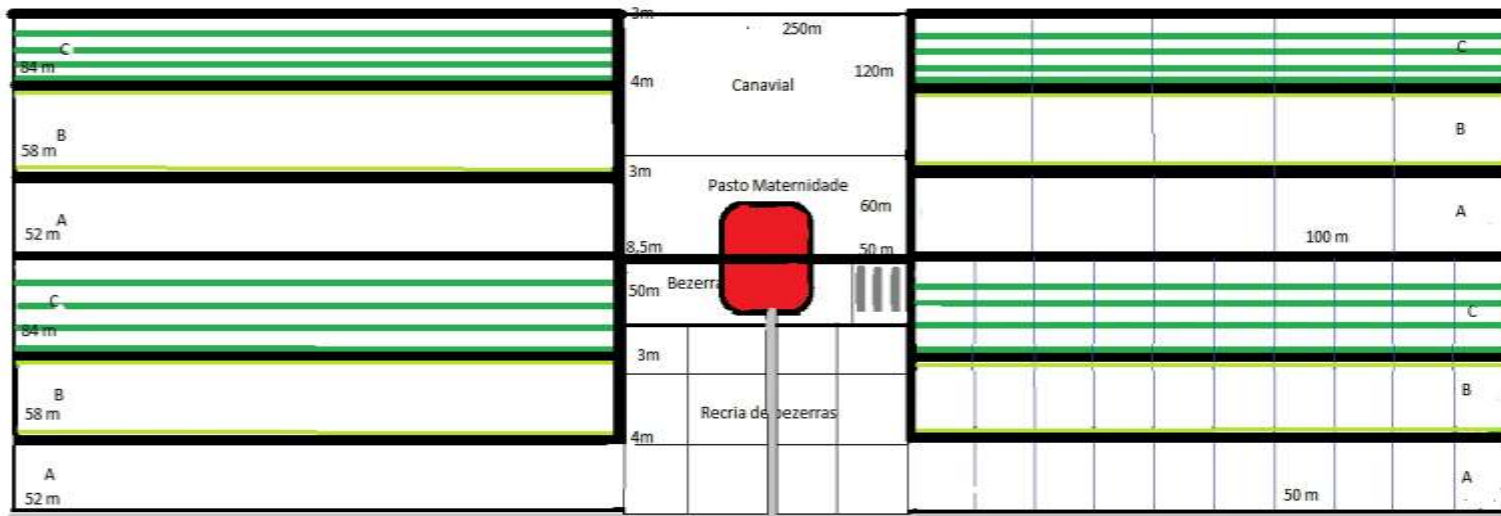 3m
250m
C
84 m
C
4m
Canavial
120m
B
58 m
B
3m
Pasto Maternidade
60m
A
52 m
A
8,5m
50 m
100 m
50m
Bezerra
C
84 m
C
3m
B
58 m
B
Recria de bezerras
4m
A
52 m
A
50 m